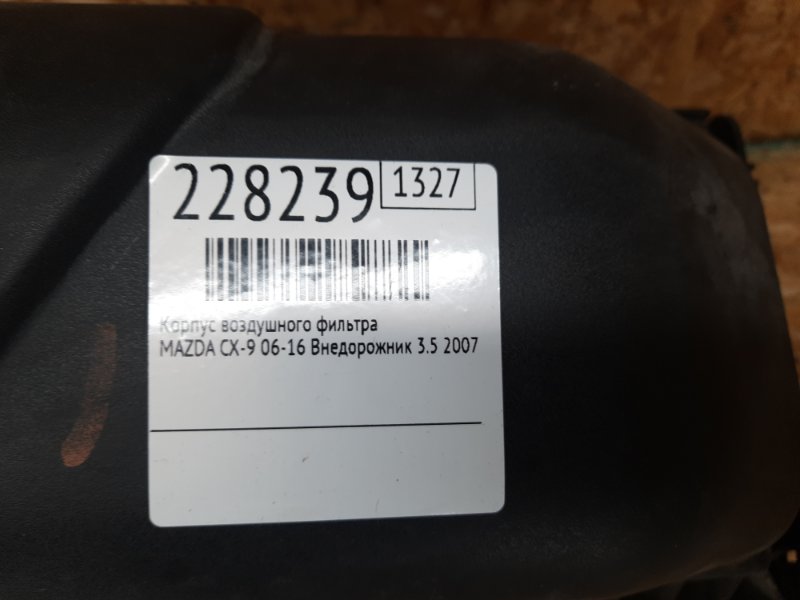 228239 1327
Корпус воздушного фильтра
MAZDA CX-9 06-16 Внедорожник 3.5 2007